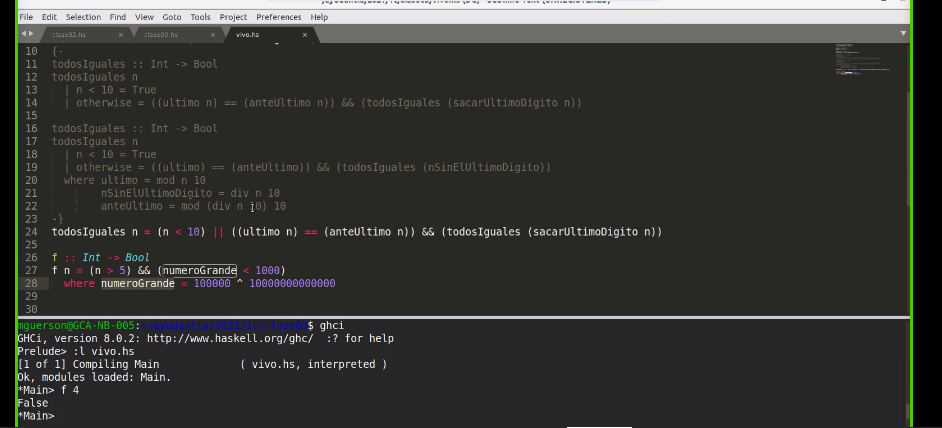 File Edit Selection Find View Goto Tools Project Preferences Help
clase02.hs × clase03 hs × vivo.hs ×
10 {-
11 todosIguales :: Int -> Bool
12 todosIguales n
13 | n < 10 = True
14 | otherwise = ((ultimo n) == (anteUltimo n)) && (todosIguales (sacarUltimoDigito n))
15
16 todosIguales :: Int -> Bool
17 todosIguales n
18 | n < 10 = True
19 | otherwise = ((ultimo) == (anteUltimo)) && (todosIguales (nSinElUltimoDigito))
20 where ultimo = mod n 10
21 nSinElUltimoDigito = div n 10
22 anteUltimo = mod (div n 10) 10
23 -}
24 todosIguales n = (n < 10) || ((ultimo n) == (anteUltimo n)) && (todosIguales (sacarUltimoDigito n))
25
26 f :: Int -> Bool
27 f n = (n > 5) && (numeroGrande < 1000)
28 where numeroGrande = 100000 ^ 10000000000000
29
30
mguerson@GCA-NB-005:~/ayudantia/2021/1c/clase03$ ghci
GHCi, version 8.0.2: http://www.haskell.org/ghc/ :? for help
Prelude> :l vivo.hs
[1 of 1] Compiling Main ( vivo.hs, interpreted )
Ok, modules loaded: Main.
*Main> f 4
False
*Main>